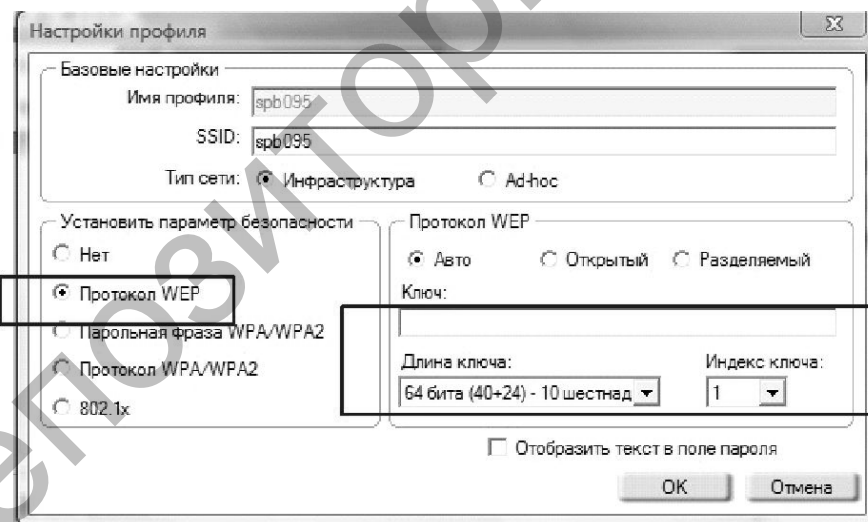 Настройки профиля
Базовые настройки
Имя профиля: spb095
SSID: spb095
Тип сети: Инфраструктура Ad-hoc
Установить параметр безопасности
Нет
Протокол WEP
Парольная фраза WPA/WPA2
Протокол WPA/WPA2
802.1x
Протокол WEP
Авто Открытый Разделяемый
Ключ:
Длина ключа: Индекс ключа:
64 бита (40+24) - 10 шестнад 1
Отобразить текст в поле пароля
OK Отмена